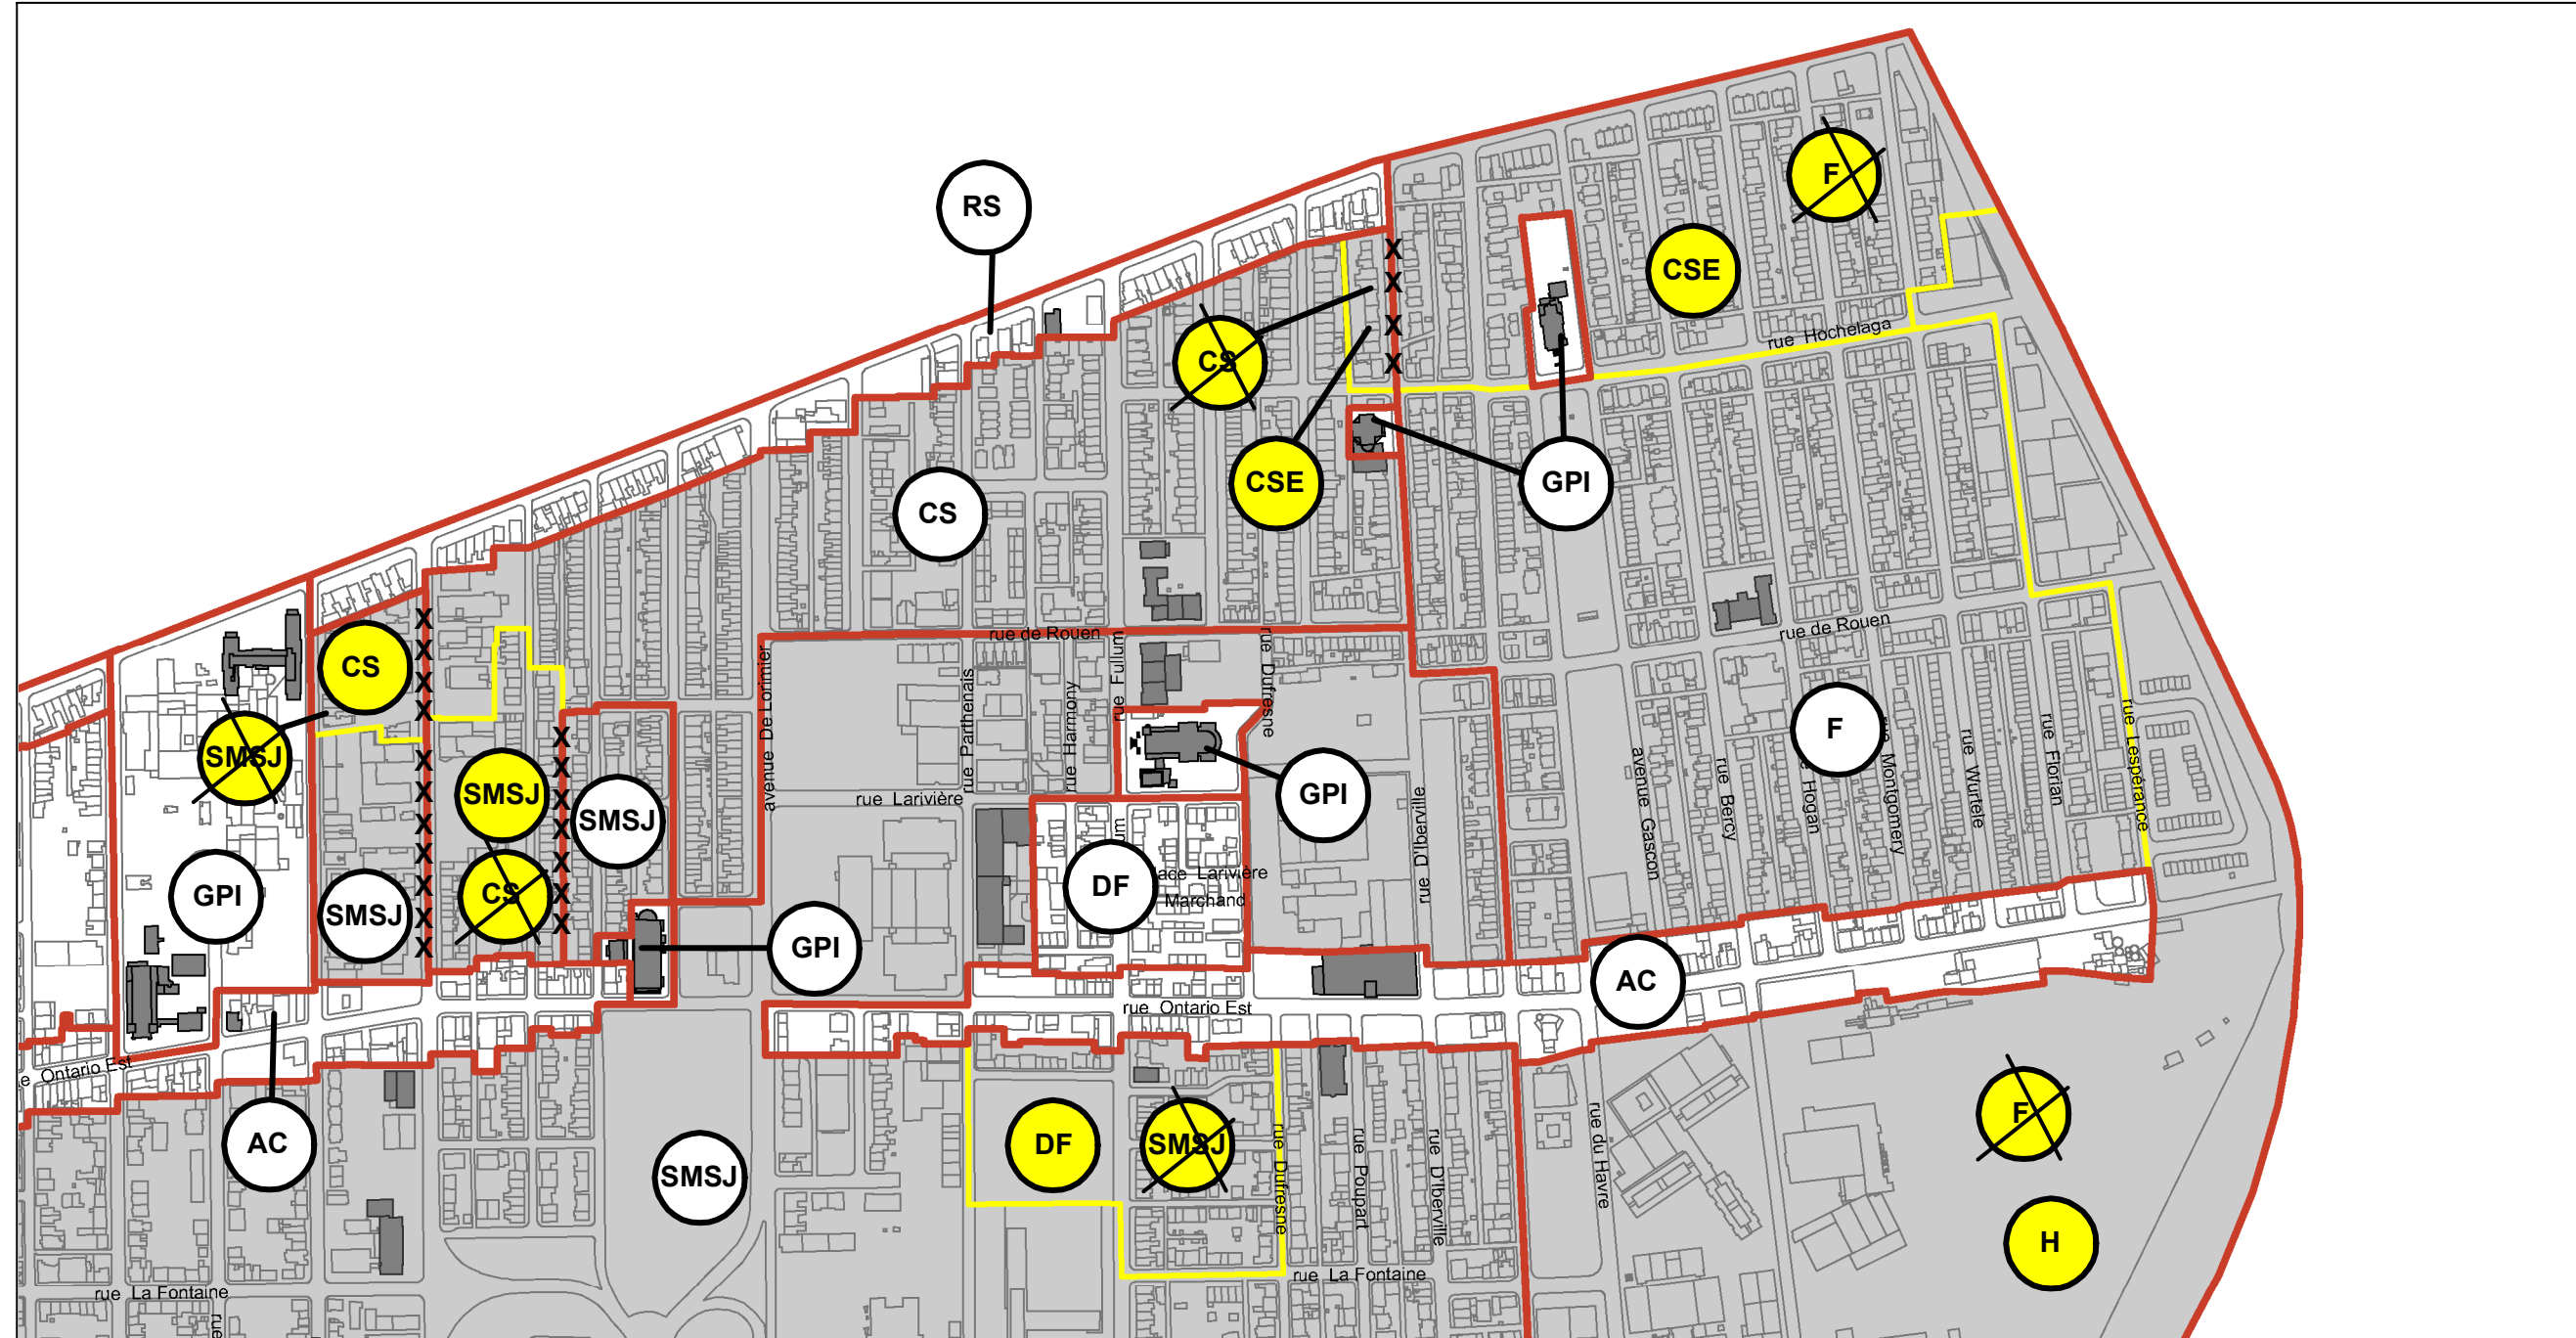 F
RS
X
CSE
X
X
rue Hochelaga
CS
X
CSE
GPI
CS
X
X
rue de Rouen
rue de Rouen
CS
X
rue Fullum
rue Dufresne
avenue De Lorimier
rue Parthenais
rue Harmony
X
F
rue Montgomery
rue Wurtele
rue Florian
rue Lespérance
X
SMSJ
X
X
SMSJ
X
X
SMSJ
GPI
avenue Gascon
rue Bercy
Hogan
rue Larivière
X
X
X
X
rue D'Iberville
CS
X
DF
ace Larivière
Marchand
GPI
SMSJ
X
X
X
X
GPI
AC
rue Ontario Est
e Ontario Est
AC
DF
SMSJ
F
rue Dufresne
rue Poupart
rue D'Iberville
rue du Havre
SMSJ
H
rue La Fontaine
rue La Fontaine
rue